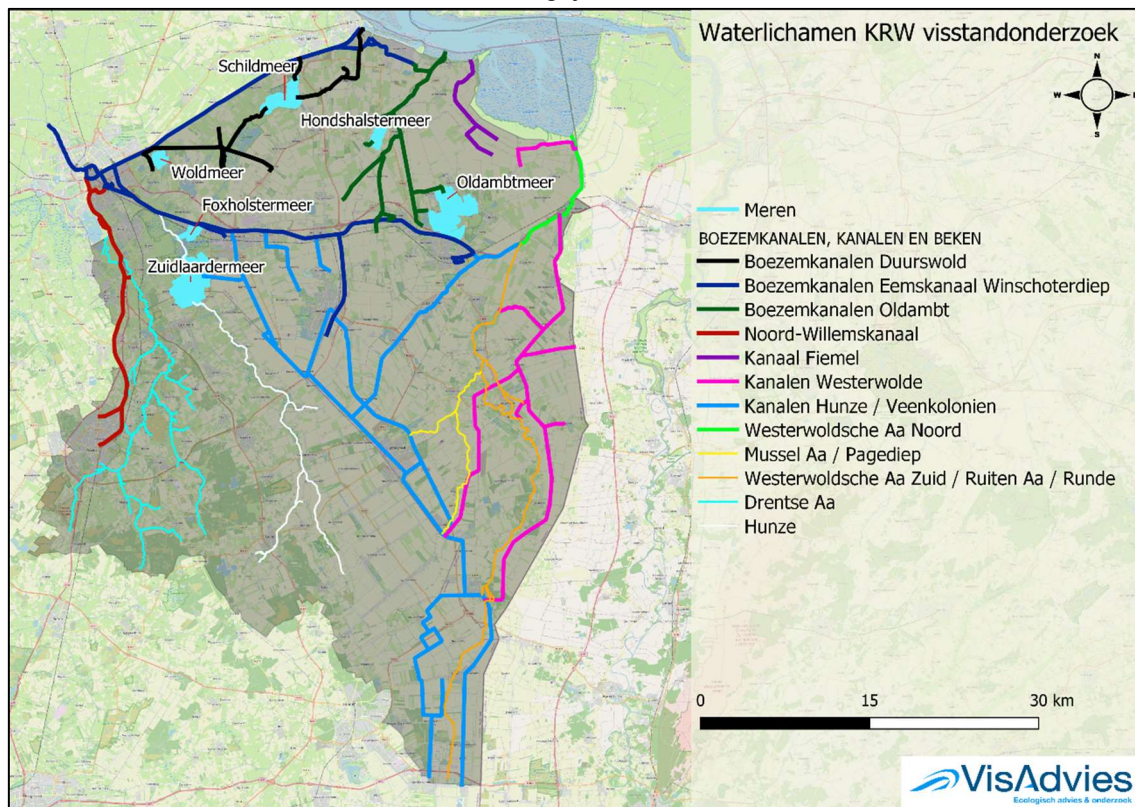 Waterlichamen KRW visstandonderzoek
N
W
E
S
Schildmeer
Hondshalstermeer
Woldmeer
Oldambtmeer
Foxholstermeer
Zuidlaardermeer
Meren
BOEZEMKANALEN, KANALEN EN BEKEN
Boezemkanalen Duurswold
Boezemkanalen Eemskanaal Winschoterdiep
Boezemkanalen Oldambt
Noord-Willemskanaal
Kanaal Fiemel
Kanalen Westerwolde
Kanalen Hunze / Veenkolonien
Westerwoldsche Aa Noord
Mussel Aa / Pagediep
Westerwoldsche Aa Zuid / Ruiten Aa / Runde
Drentse Aa
Hunze
0 15 30 km
VisAdvies
Ecologisch advies & onderzoek